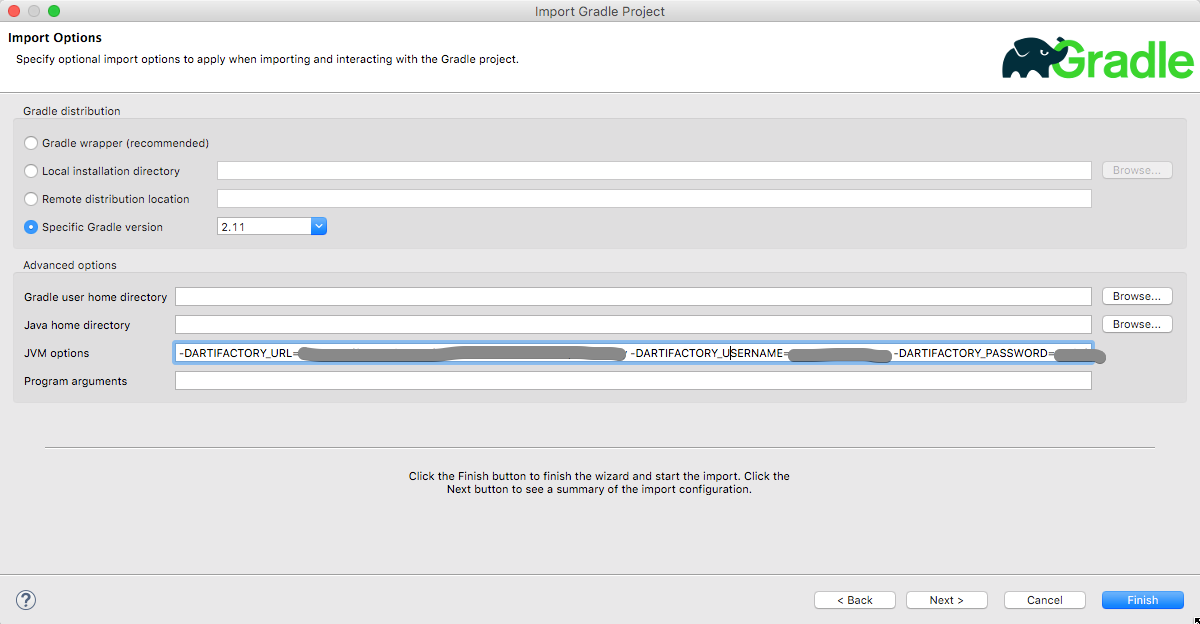 Import Gradle Project
Import Options
Specify optional import options to apply when importing and interacting with the Gradle project.
Gradle
Gradle distribution
Gradle wrapper (recommended)
Local installation directory
Browse...
Remote distribution location
Specific Gradle version 2.11
Advanced options
Gradle user home directory Browse...
Java home directory Browse...
JVM options -DARTIFACTORY_URL= -DARTIFACTORY_USERNAME= -DARTIFACTORY_PASSWORD=
Program arguments
Click the Finish button to finish the wizard and start the import. Click the
Next button to see a summary of the import configuration.
? < Back Next > Cancel Finish